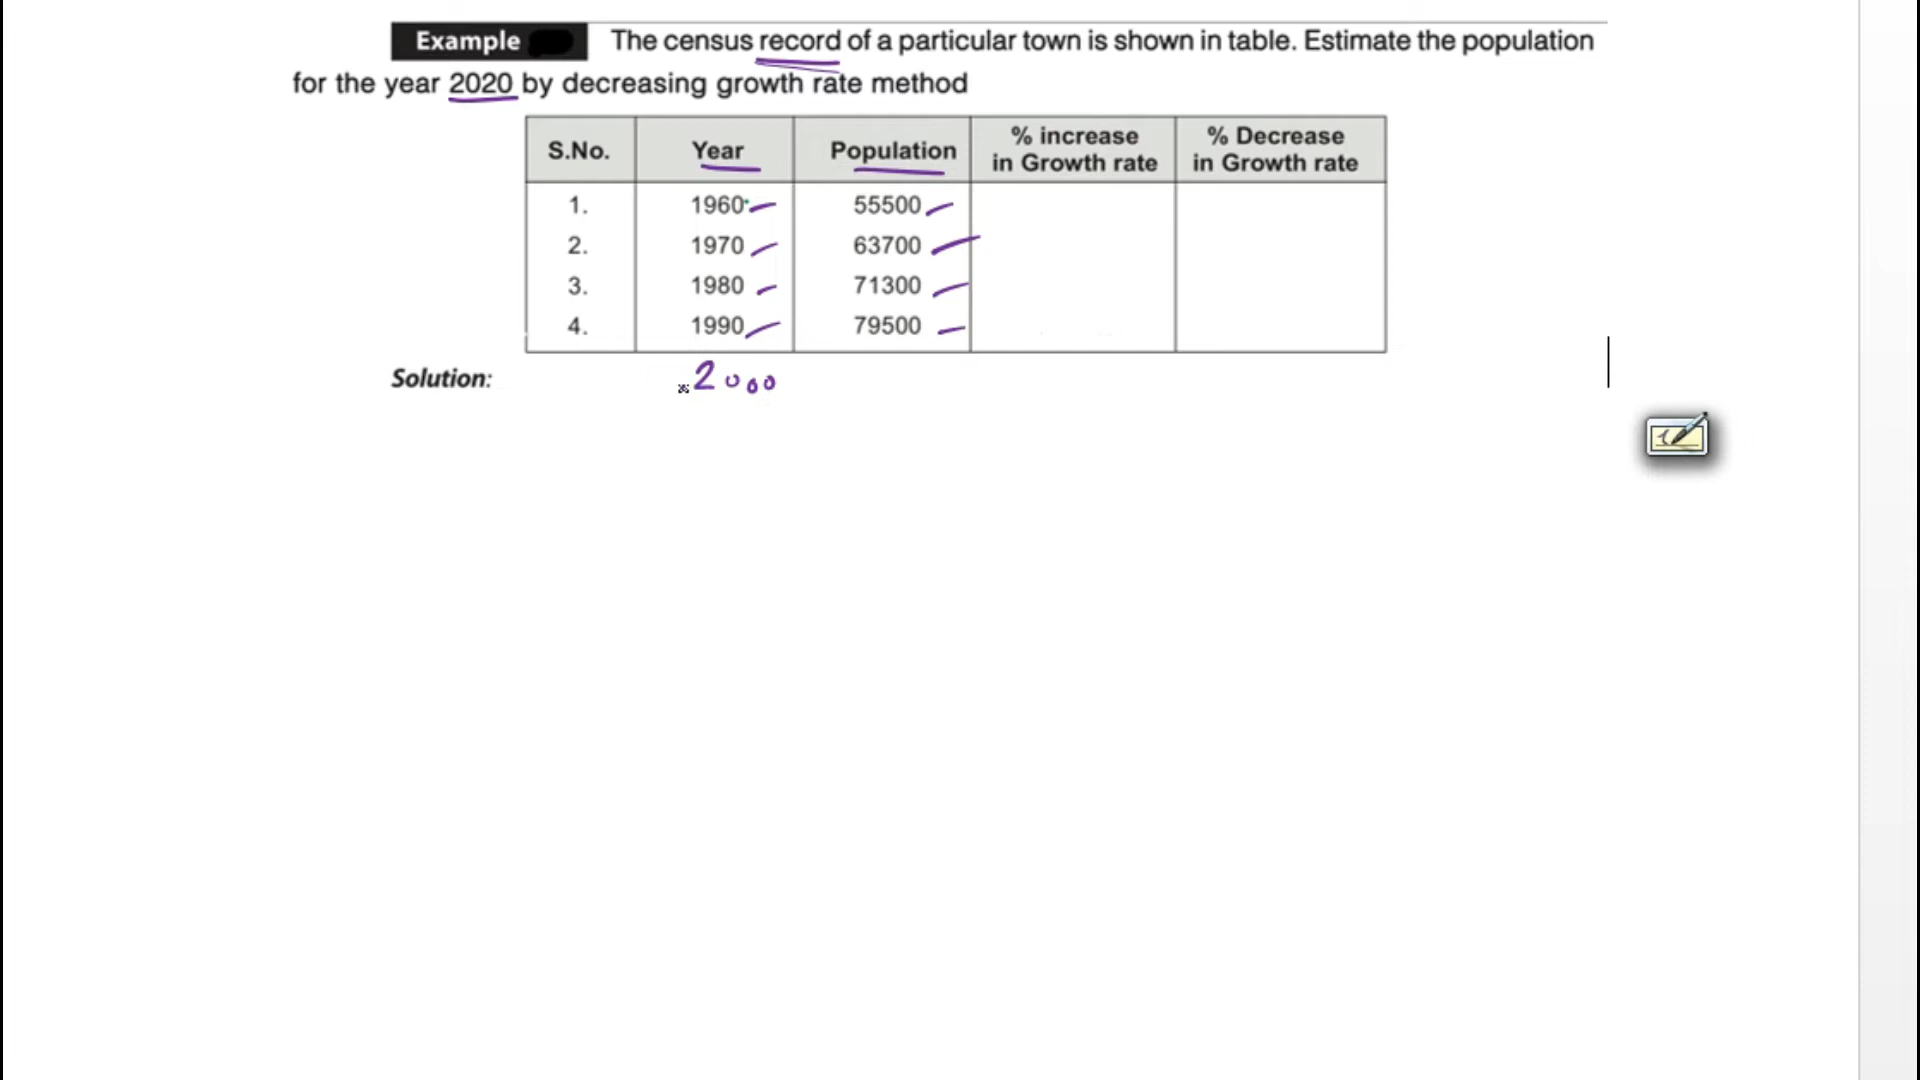 Example The census record of a particular town is shown in table. Estimate the population
for the year 2020 by decreasing growth rate method
S.No. Year Population % increase in Growth rate % Decrease in Growth rate
1. 1960 55500
2. 1970 63700
3. 1980 71300
4. 1990 79500
Solution: 2000